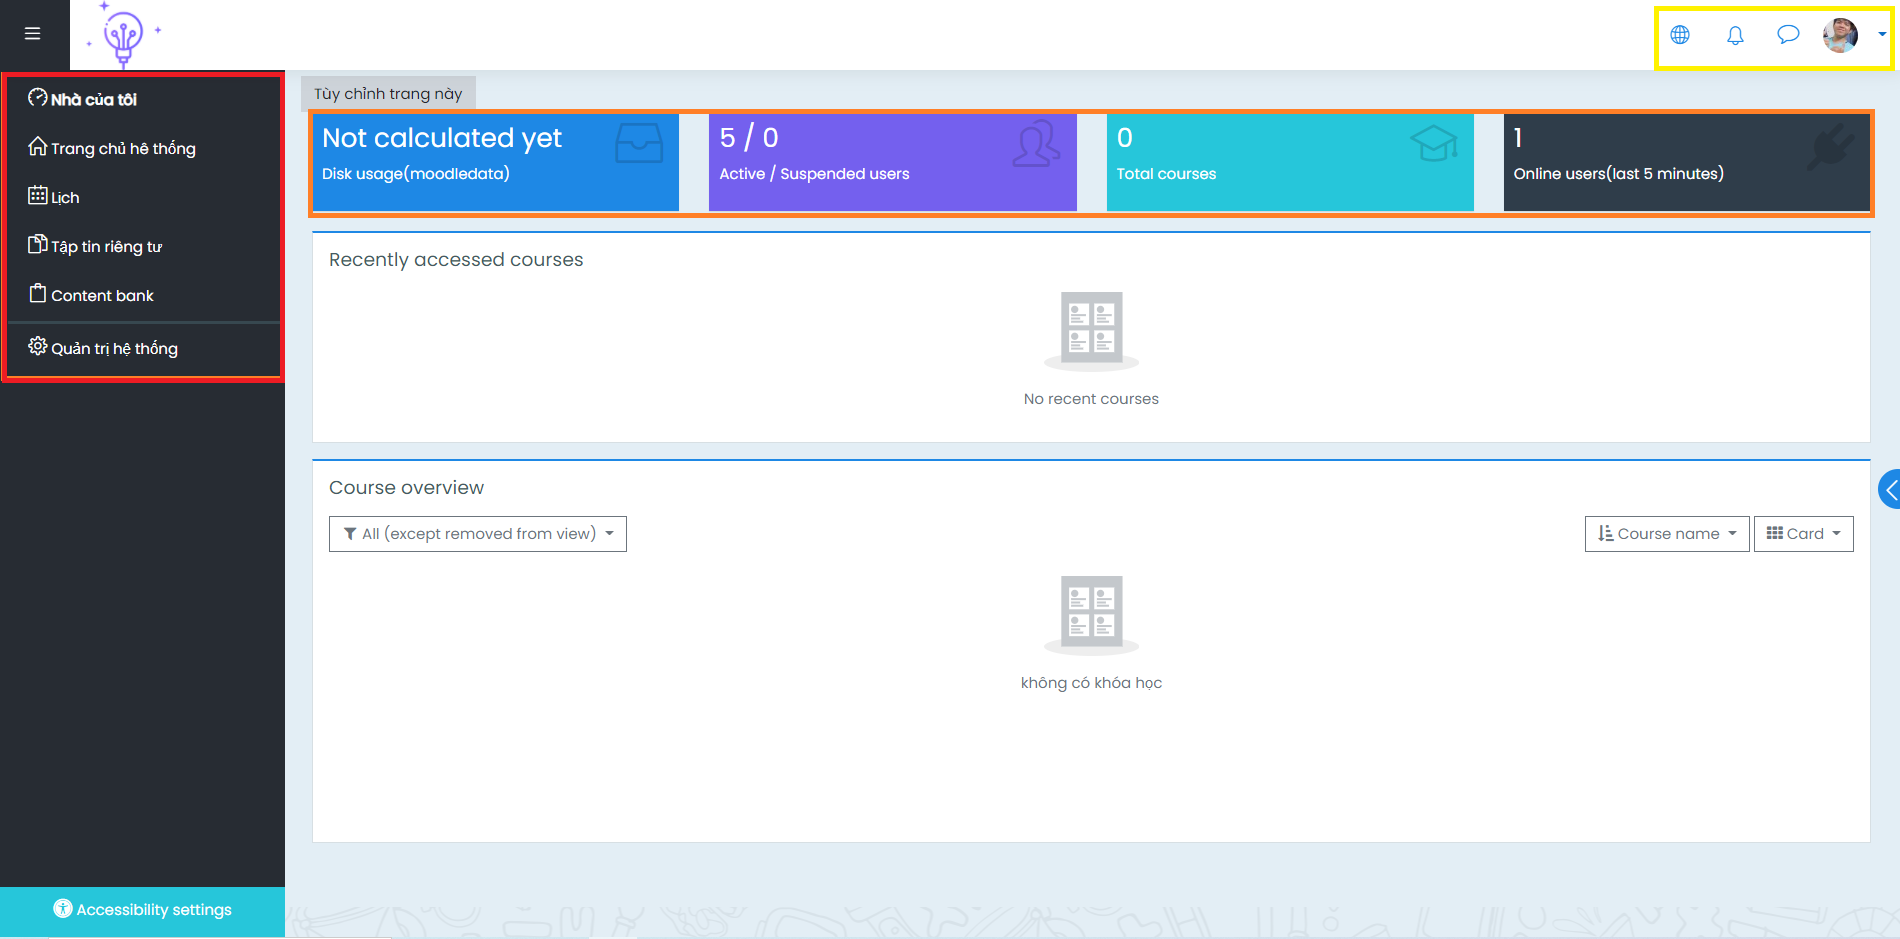 Nhà của tôi
Trang chủ hê thống
Lịch
Tập tin riêng tư
Content bank
Quản trị hệ thống
Accessibility settings
Tùy chỉnh trang này
Not calculated yet
Disk usage(moodledata)
5 / 0
Active / Suspended users
0
Total courses
1
Online users(last 5 minutes)
Recently accessed courses
No recent courses
Course overview
All (except removed from view)
Course name
Card
không có khóa học